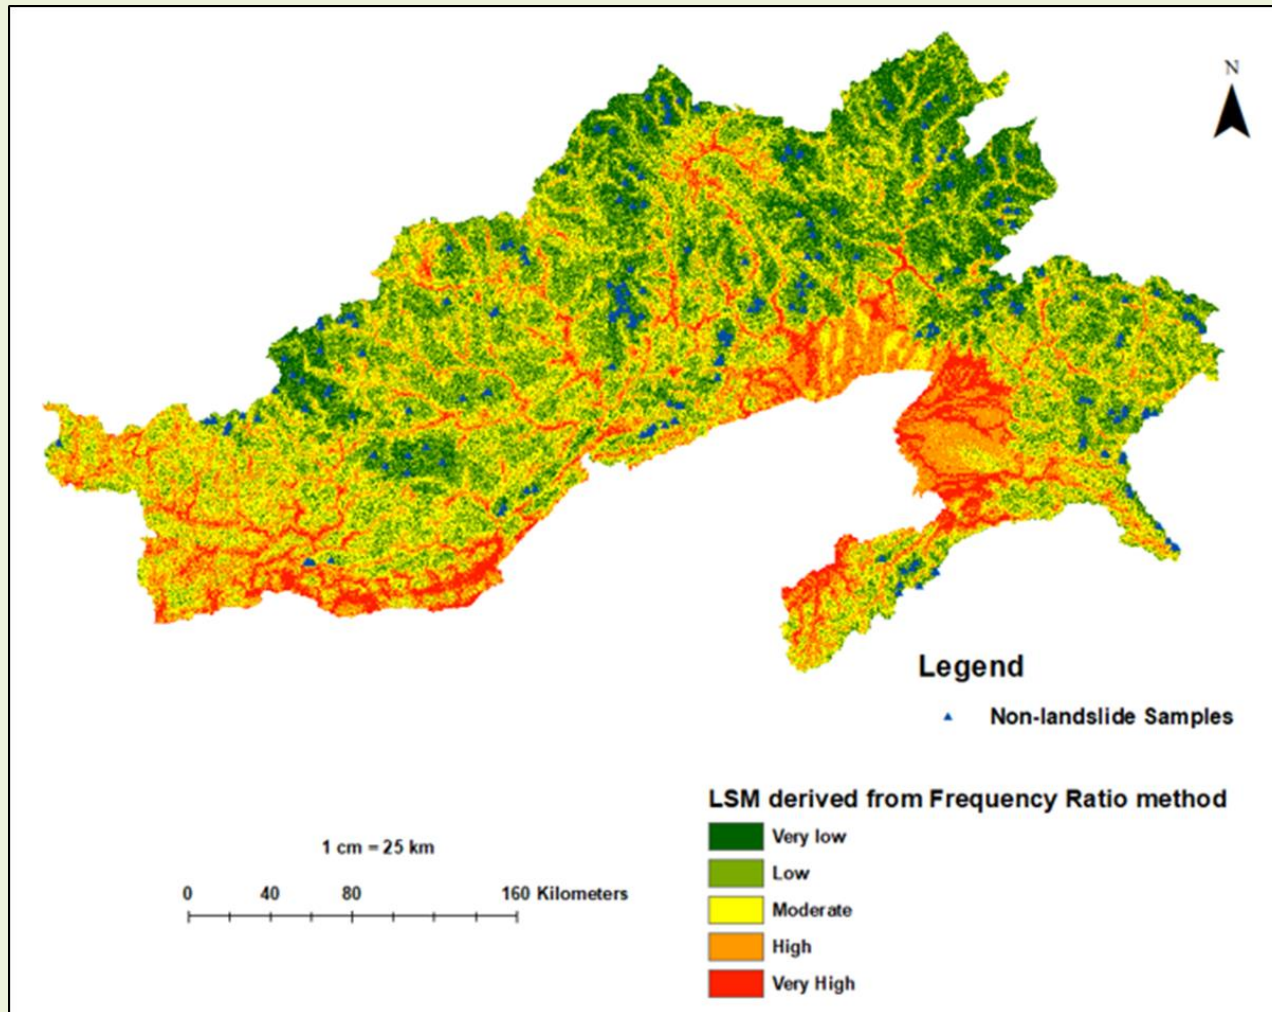 N
Legend
Non-landslide Samples
LSM derived from Frequency Ratio method
Very low
Low
Moderate
High
Very High
1 cm = 25 km
0 40 80 160 Kilometers